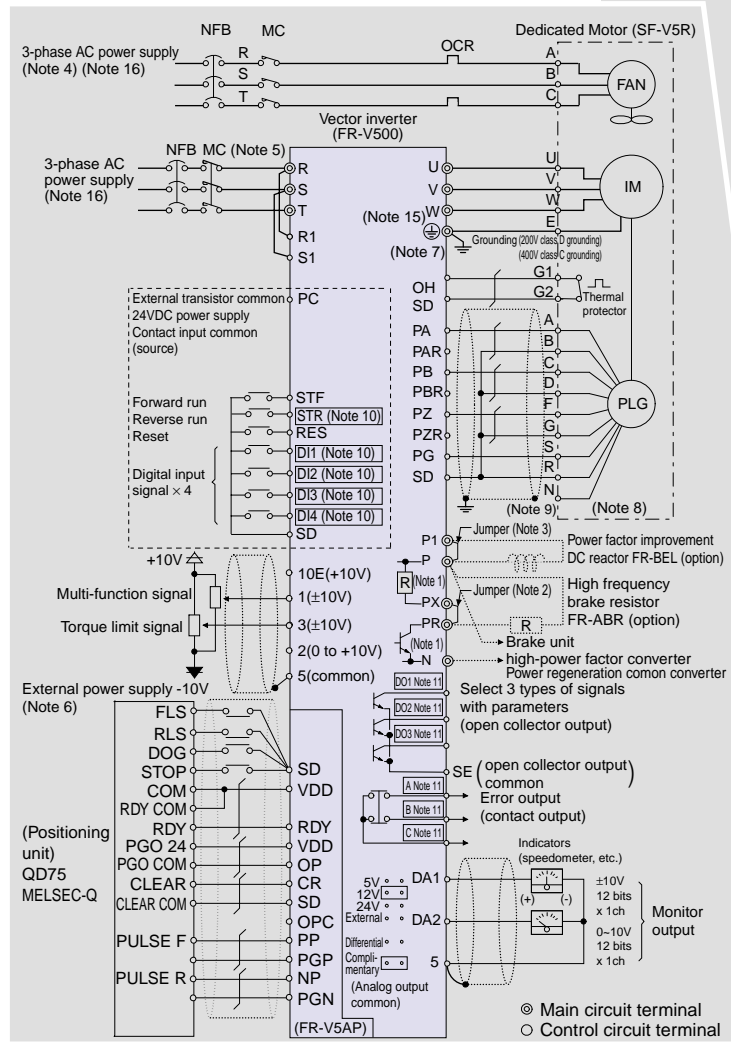 NFB MC
Dedicated Motor (SF-V5R)
3-phase AC power supply
(Note 4) (Note 16)
R
S
T
OCR
A
B
C
FAN
Vector inverter
(FR-V500)
NFB MC (Note 5)
3-phase AC
power supply
(Note 16)
R
S
T
R1
S1
U
V
W
(Note 15)
(Note 7)
U
V
W
E
IM
Grounding (200V class D grounding)
(400V class C grounding)
OH
SD
G1
G2
Thermal
protector
External transistor common
24VDC power supply
Contact input common
(source)
PC
PA
PAR
PB
PBR
PZ
PZR
PG
SD
A
B
C
D
F
G
S
R
N
PLG
(Note 9)
(Note 8)
Forward run
Reverse run
Reset
Digital input
signal × 4
STF
STR (Note 10)
RES
DI1 (Note 10)
DI2 (Note 10)
DI3 (Note 10)
DI4 (Note 10)
SD
P1
P
R
(Note 1)
PX
PR
(Note 1)
N
Jumper (Note 3)
Power factor improvement
DC reactor FR-BEL (option)
Jumper (Note 2)
High frequency
brake resistor
FR-ABR (option)
R
Brake unit
high-power factor converter
Power regeneration comon converter
+10V
Multi-function signal
Torque limit signal
External power supply -10V
(Note 6)
10E(+10V)
1(±10V)
3(±10V)
2(0 to +10V)
5(common)
DO1 Note 11
DO2 Note 11
DO3 Note 11
Select 3 types of signals
with parameters
(open collector output)
SE
(open collector output
common)
A Note 11
B Note 11
C Note 11
Error output
(contact output)
(Positioning
unit)
QD75
MELSEC-Q
FLS
RLS
DOG
STOP
COM
RDY COM
RDY
PGO 24
PGO COM
CLEAR
CLEAR COM
PULSE F
PULSE R
SD
VDD
RDY
VDD
OP
CR
SD
OPC
PP
PGP
NP
PGN
(FR-V5AP)
5V
12V
24V
External
Differential
Compli-
mentary
(Analog output
common)
DA1
DA2
5
Indicators
(speedometer, etc.)
(+) (-)
±10V
12 bits
x 1ch
0~10V
12 bits
x 1ch
Monitor
output
Main circuit terminal
Control circuit terminal